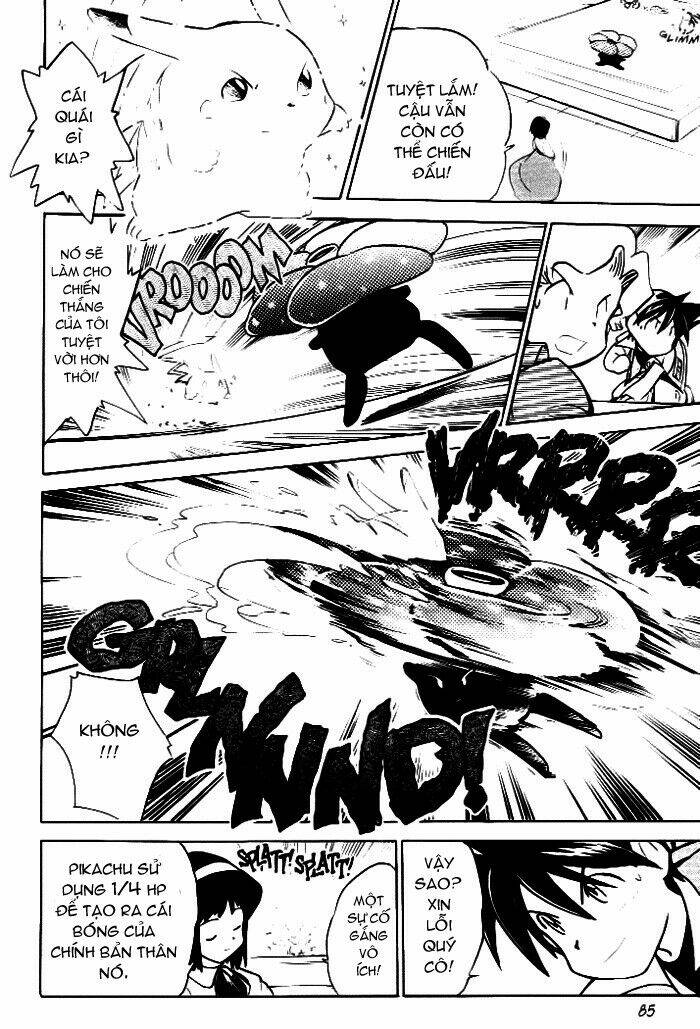 GLIMM
TUYỆT LẮM!
CẬU VẪN
CÒN CÓ
THỂ CHIẾN
ĐẤU!
CÁI
QUÁI
GÌ
KIA?
VROOOOM
NÓ SẼ
LÀM CHO
CHIẾN
THẮNG
CỦA TÔI
TUYỆT
VỜI HƠN
THÔI!
VRRRR
KHÔNG
!!!
VẬY
SAO?
XIN
LỖI
QUÝ
CÔ!
MỘT
SỰ CỐ
GẮNG
VÔ
ÍCH!
SPLATT! SPLATT!
PIKACHU SỬ
DỤNG 1/4 HP
ĐỂ TẠO RA CÁI
BÓNG CỦA
CHÍNH BẢN THÂN
NÓ.
85